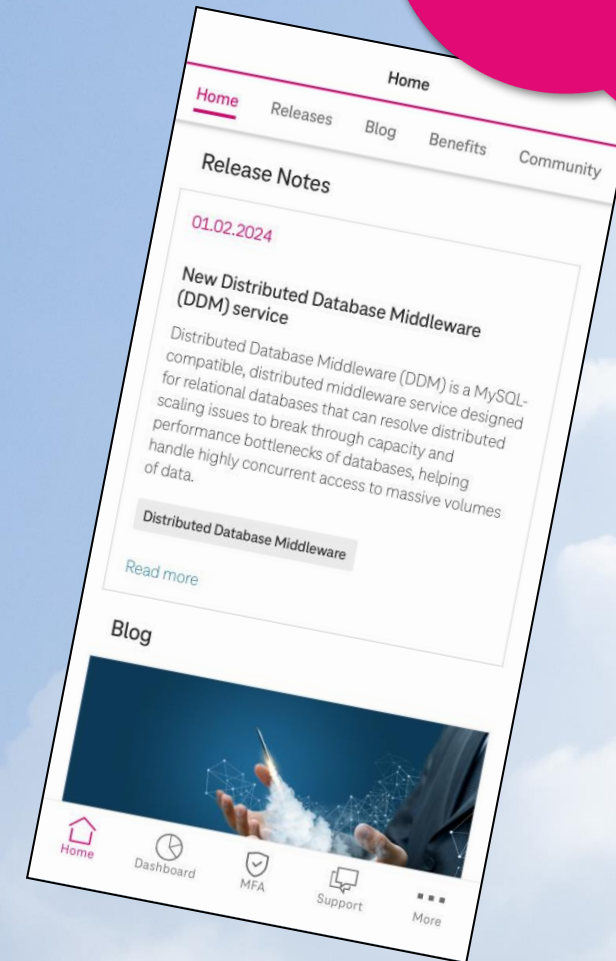 Home
Home Releases Blog Benefits Community
Release Notes
01.02.2024
New Distributed Database Middleware
(DDM) service
Distributed Database Middleware (DDM) is a MySQL-
compatible, distributed middleware service designed
for relational databases that can resolve distributed
scaling issues to break through capacity and
performance bottlenecks of databases, helping
handle highly concurrent access to massive volumes
of data.
Distributed Database Middleware
Read more
Blog
Home Dashboard MFA Support More